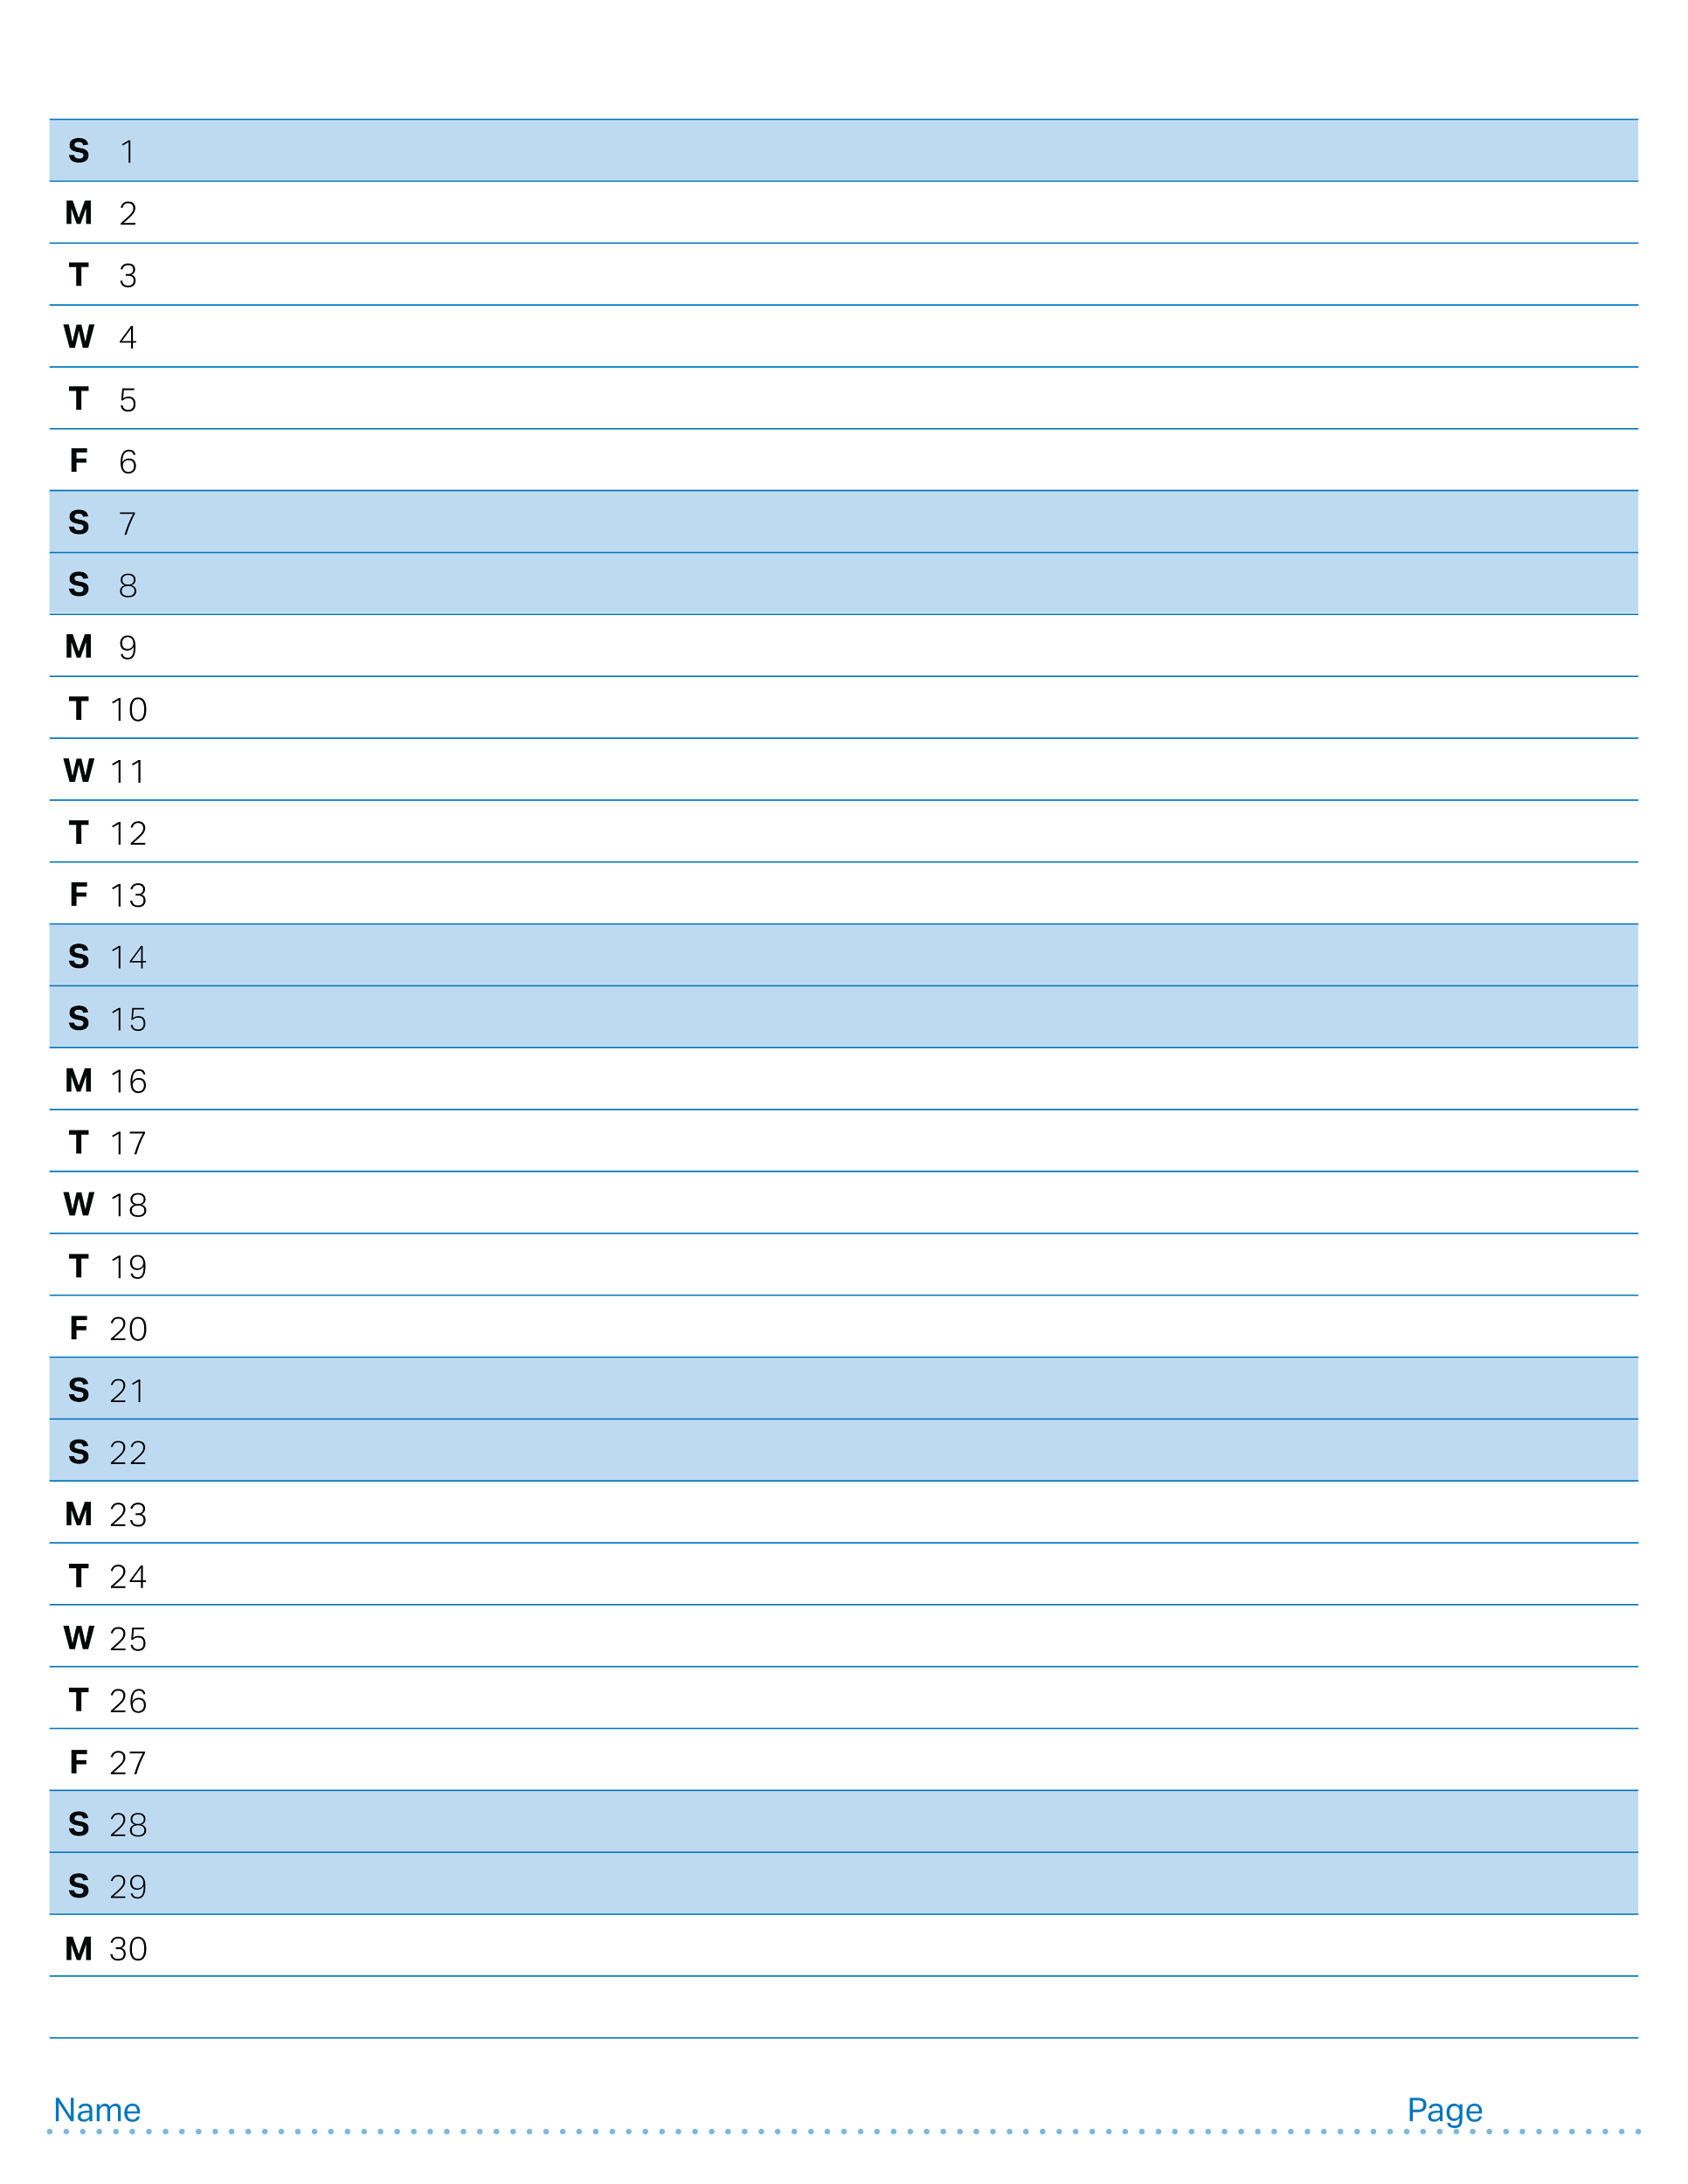 S 1
M 2
T 3
W 4
T 5
F 6
S 7
S 8
M 9
T 10
W 11
T 12
F 13
S 14
S 15
M 16
T 17
W 18
T 19
F 20
S 21
S 22
M 23
T 24
W 25
T 26
F 27
S 28
S 29
M 30
Name Page